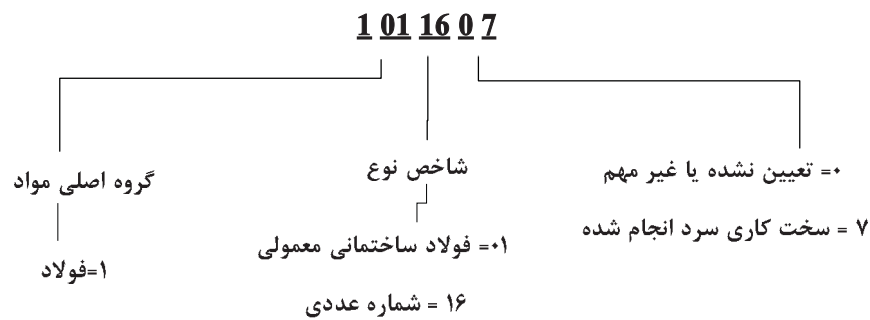 1 01 16 0 7
گروه اصلی مواد
۱=فولاد
شاخص نوع
۰۱= فولاد ساختمانی معمولی
۱۶ = شماره عددی
۰= تعیین نشده یا غیر مهم
۷ = سخت کاری سرد انجام شده